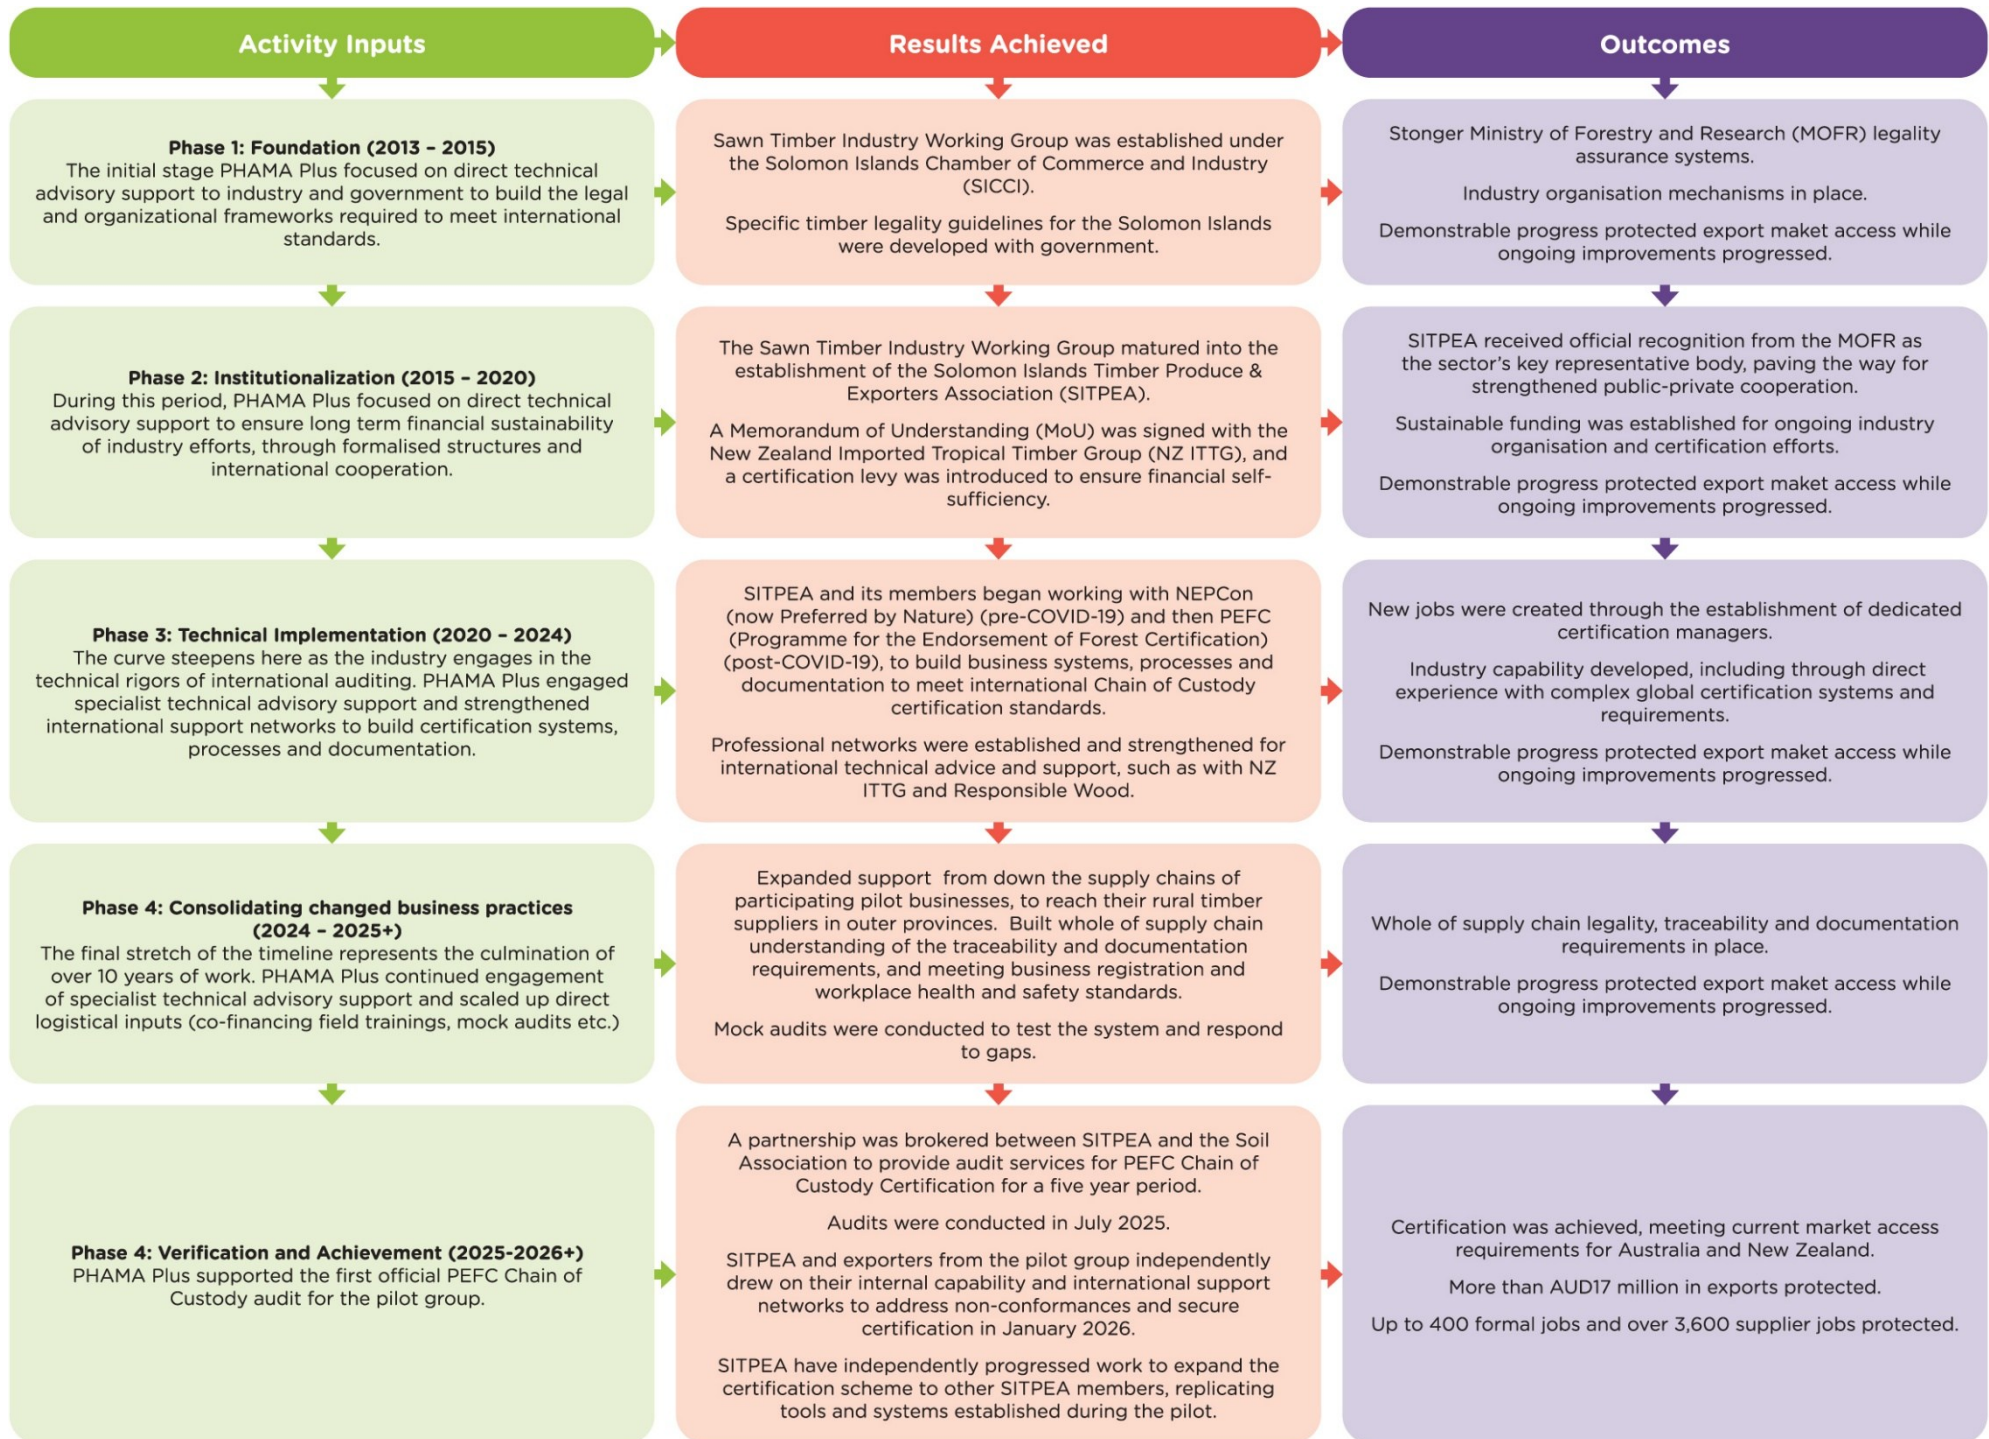 Activity Inputs
Results Achieved
Outcomes
Phase 1: Foundation (2013 – 2015)
The initial stage PHAMA Plus focused on direct technical
advisory support to industry and government to build the legal
and organizational frameworks required to meet international
standards.
Sawn Timber Industry Working Group was established under
the Solomon Islands Chamber of Commerce and Industry
(SICCI).
Specific timber legality guidelines for the Solomon Islands
were developed with government.
Stonger Ministry of Forestry and Research (MOFR) legality
assurance systems.
Industry organisation mechanisms in place.
Demonstrable progress protected export maket access while
ongoing improvements progressed.
Phase 2: Institutionalization (2015 – 2020)
During this period, PHAMA Plus focused on direct technical
advisory support to ensure long term financial sustainability
of industry efforts, through formalised structures and
international cooperation.
The Sawn Timber Industry Working Group matured into the
establishment of the Solomon Islands Timber Produce &
Exporters Association (SITPEA).
A Memorandum of Understanding (MoU) was signed with the
New Zealand Imported Tropical Timber Group (NZ ITTG), and
a certification levy was introduced to ensure financial self-
sufficiency.
SITPEA received official recognition from the MOFR as
the sector's key representative body, paving the way for
strengthened public-private cooperation.
Sustainable funding was established for ongoing industry
organisation and certification efforts.
Demonstrable progress protected export maket access while
ongoing improvements progressed.
Phase 3: Technical Implementation (2020 – 2024)
The curve steepens here as the industry engages in the
technical rigors of international auditing. PHAMA Plus engaged
specialist technical advisory support and strengthened
international support networks to build certification systems,
processes and documentation.
SITPEA and its members began working with NEPCon
(now Preferred by Nature) (pre-COVID-19) and then PEFC
(Programme for the Endorsement of Forest Certification)
(post-COVID-19), to build business systems, processes and
documentation to meet international Chain of Custody
certification standards.
Professional networks were established and strengthened for
international technical advice and support, such as with NZ
ITTG and Responsible Wood.
New jobs were created through the establishment of dedicated
certification managers.
Industry capability developed, including through direct
experience with complex global certification systems and
requirements.
Demonstrable progress protected export maket access while
ongoing improvements progressed.
Phase 4: Consolidating changed business practices
(2024 – 2025+)
The final stretch of the timeline represents the culmination of
over 10 years of work. PHAMA Plus continued engagement
of specialist technical advisory support and scaled up direct
logistical inputs (co-financing field trainings, mock audits etc.)
Expanded support from down the supply chains of
participating pilot businesses, to reach their rural timber
suppliers in outer provinces. Built whole of supply chain
understanding of the traceability and documentation
requirements, and meeting business registration and
workplace health and safety standards.
Mock audits were conducted to test the system and respond
to gaps.
Whole of supply chain legality, traceability and documentation
requirements in place.
Demonstrable progress protected export maket access while
ongoing improvements progressed.
Phase 4: Verification and Achievement (2025-2026+)
PHAMA Plus supported the first official PEFC Chain of
Custody audit for the pilot group.
A partnership was brokered between SITPEA and the Soil
Association to provide audit services for PEFC Chain of
Custody Certification for a five year period.
Audits were conducted in July 2025.
SITPEA and exporters from the pilot group independently
drew on their internal capability and international support
networks to address non-conformances and secure
certification in January 2026.
SITPEA have independently progressed work to expand the
certification scheme to other SITPEA members, replicating
tools and systems established during the pilot.
Certification was achieved, meeting current market access
requirements for Australia and New Zealand.
More than AUD17 million in exports protected.
Up to 400 formal jobs and over 3,600 supplier jobs protected.